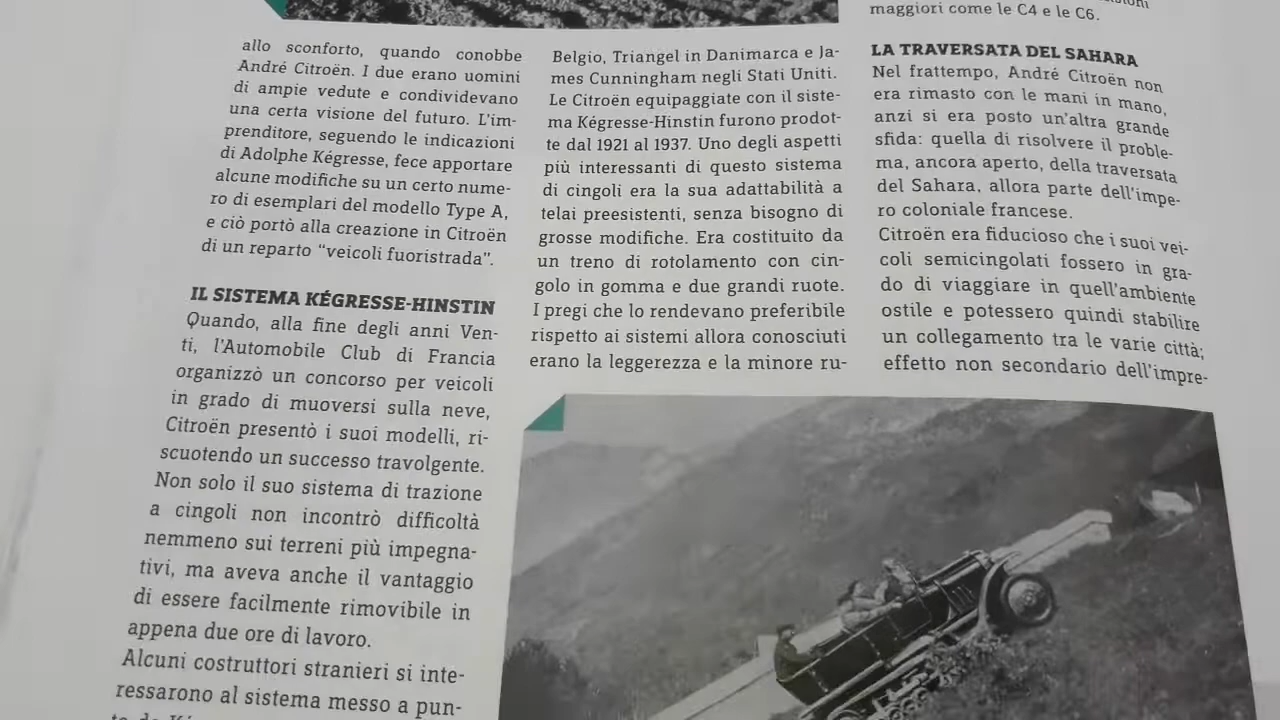 allo sconforto, quando conobbe
André Citroën. I due erano uomini
di ampie vedute e condividevano
una certa visione del futuro. L'im-
prenditore, seguendo le indicazioni
di Adolphe Kégresse, fece apportare
alcune modifiche su un certo nume-
ro di esemplari del modello Type A,
e ciò portò alla creazione in Citroën
di un reparto “veicoli fuoristrada”.
IL SISTEMA KÉGRESSE-HINSTIN
Quando, alla fine degli anni Ven-
ti, l'Automobile Club di Francia
organizzò un concorso per veicoli
in grado di muoversi sulla neve,
Citroën presentò i suoi modelli, ri-
scuotendo un successo travolgente.
Non solo il suo sistema di trazione
a cingoli non incontrò difficoltà
nemmeno sui terreni più impegna-
tivi, ma aveva anche il vantaggio
di essere facilmente rimovibile in
appena due ore di lavoro.
Alcuni costruttori stranieri si inte-
ressarono al sistema messo a pun-
Belgio, Triangel in Danimarca e Ja-
mes Cunningham negli Stati Uniti.
Le Citroën equipaggiate con il siste-
ma Kégresse-Hinstin furono prodot-
te dal 1921 al 1937. Uno degli aspetti
più interessanti di questo sistema
di cingoli era la sua adattabilità a
telai preesistenti, senza bisogno di
grosse modifiche. Era costituito da
un treno di rotolamento con cin-
golo in gomma e due grandi ruote.
I pregi che lo rendevano preferibile
rispetto ai sistemi allora conosciuti
erano la leggerezza e la minore ru-
maggiori come le C4 e le C6.
LA TRAVERSATA DEL SAHARA
Nel frattempo, André Citroën non
era rimasto con le mani in mano,
anzi si era posto un'altra grande
sfida: quella di risolvere il proble-
ma, ancora aperto, della traversata
del Sahara, allora parte dell'impe-
ro coloniale francese.
Citroën era fiducioso che i suoi vei-
coli semicingolati fossero in gra-
do di viaggiare in quell'ambiente
ostile e potessero quindi stabilire
un collegamento tra le varie città;
effetto non secondario dell'impre-